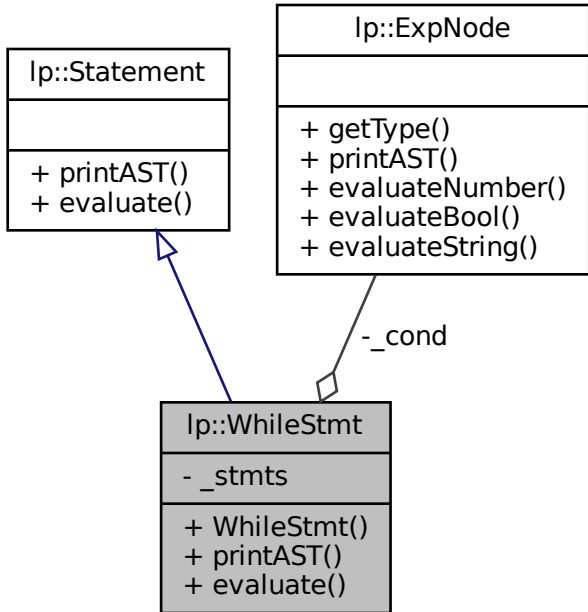 lp::Statement
+ printAST()
+ evaluate()
lp::ExpNode
+ getType()
+ printAST()
+ evaluateNumber()
+ evaluateBool()
+ evaluateString()
-_cond
lp::WhileStmt
- _stmts
+ WhileStmt()
+ printAST()
+ evaluate()